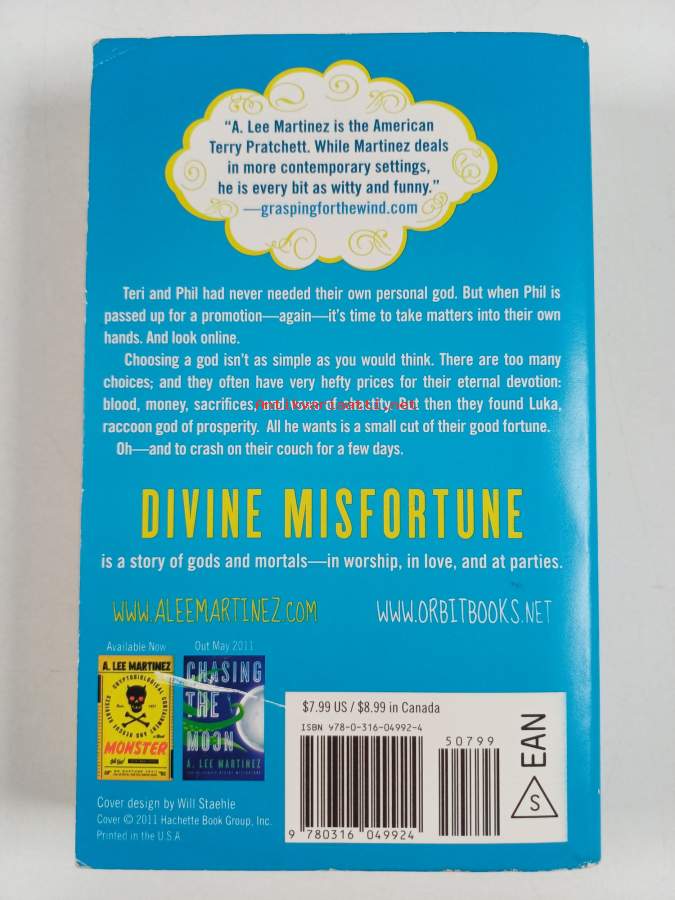 “A. Lee Martinez is the American
Terry Pratchett. While Martinez deals
in more contemporary settings,
he is every bit as witty and funny.”
—graspingforthewind.com
Teri and Phil had never needed their own personal god. But when Phil is
passed up for a promotion—again—it’s time to take matters into their own
hands. And look online.
Choosing a god isn’t as simple as you would think. There are too many
choices; and they often have very hefty prices for their eternal devotion:
blood, money, sacrifices, and vows of chastity. But then they found Luka,
raccoon god of prosperity. All he wants is a small cut of their good fortune.
Oh—and to crash on their couch for a few days.
DIVINE MISFORTUNE
is a story of gods and mortals—in worship, in love, and at parties.
WWW.ALEEMARTINEZ.COM WWW.ORBITBOOKS.NET
Available Now Out May 2011
A. LEE MARTINEZ
MONSTER
CHASING
THE
MOON
A. LEE MARTINEZ
$7.99 US / $8.99 in Canada
ISBN 978-0-316-04992-4
50799
EAN
S
9 780316 049924
Cover design by Will Staehle
Cover © 2011 Hachette Book Group, Inc.
Printed in the U.S.A